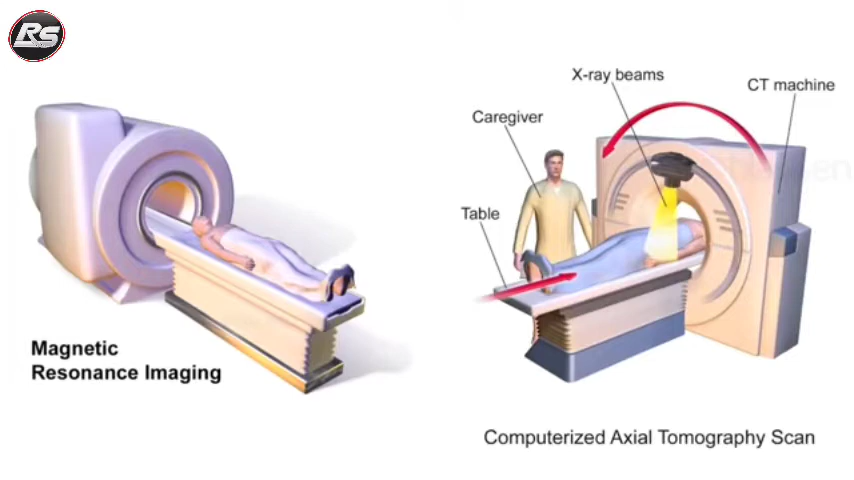 RS
X-ray beams
CT machine
Caregiver
Table
Magnetic
Resonance Imaging
Computerized Axial Tomography Scan